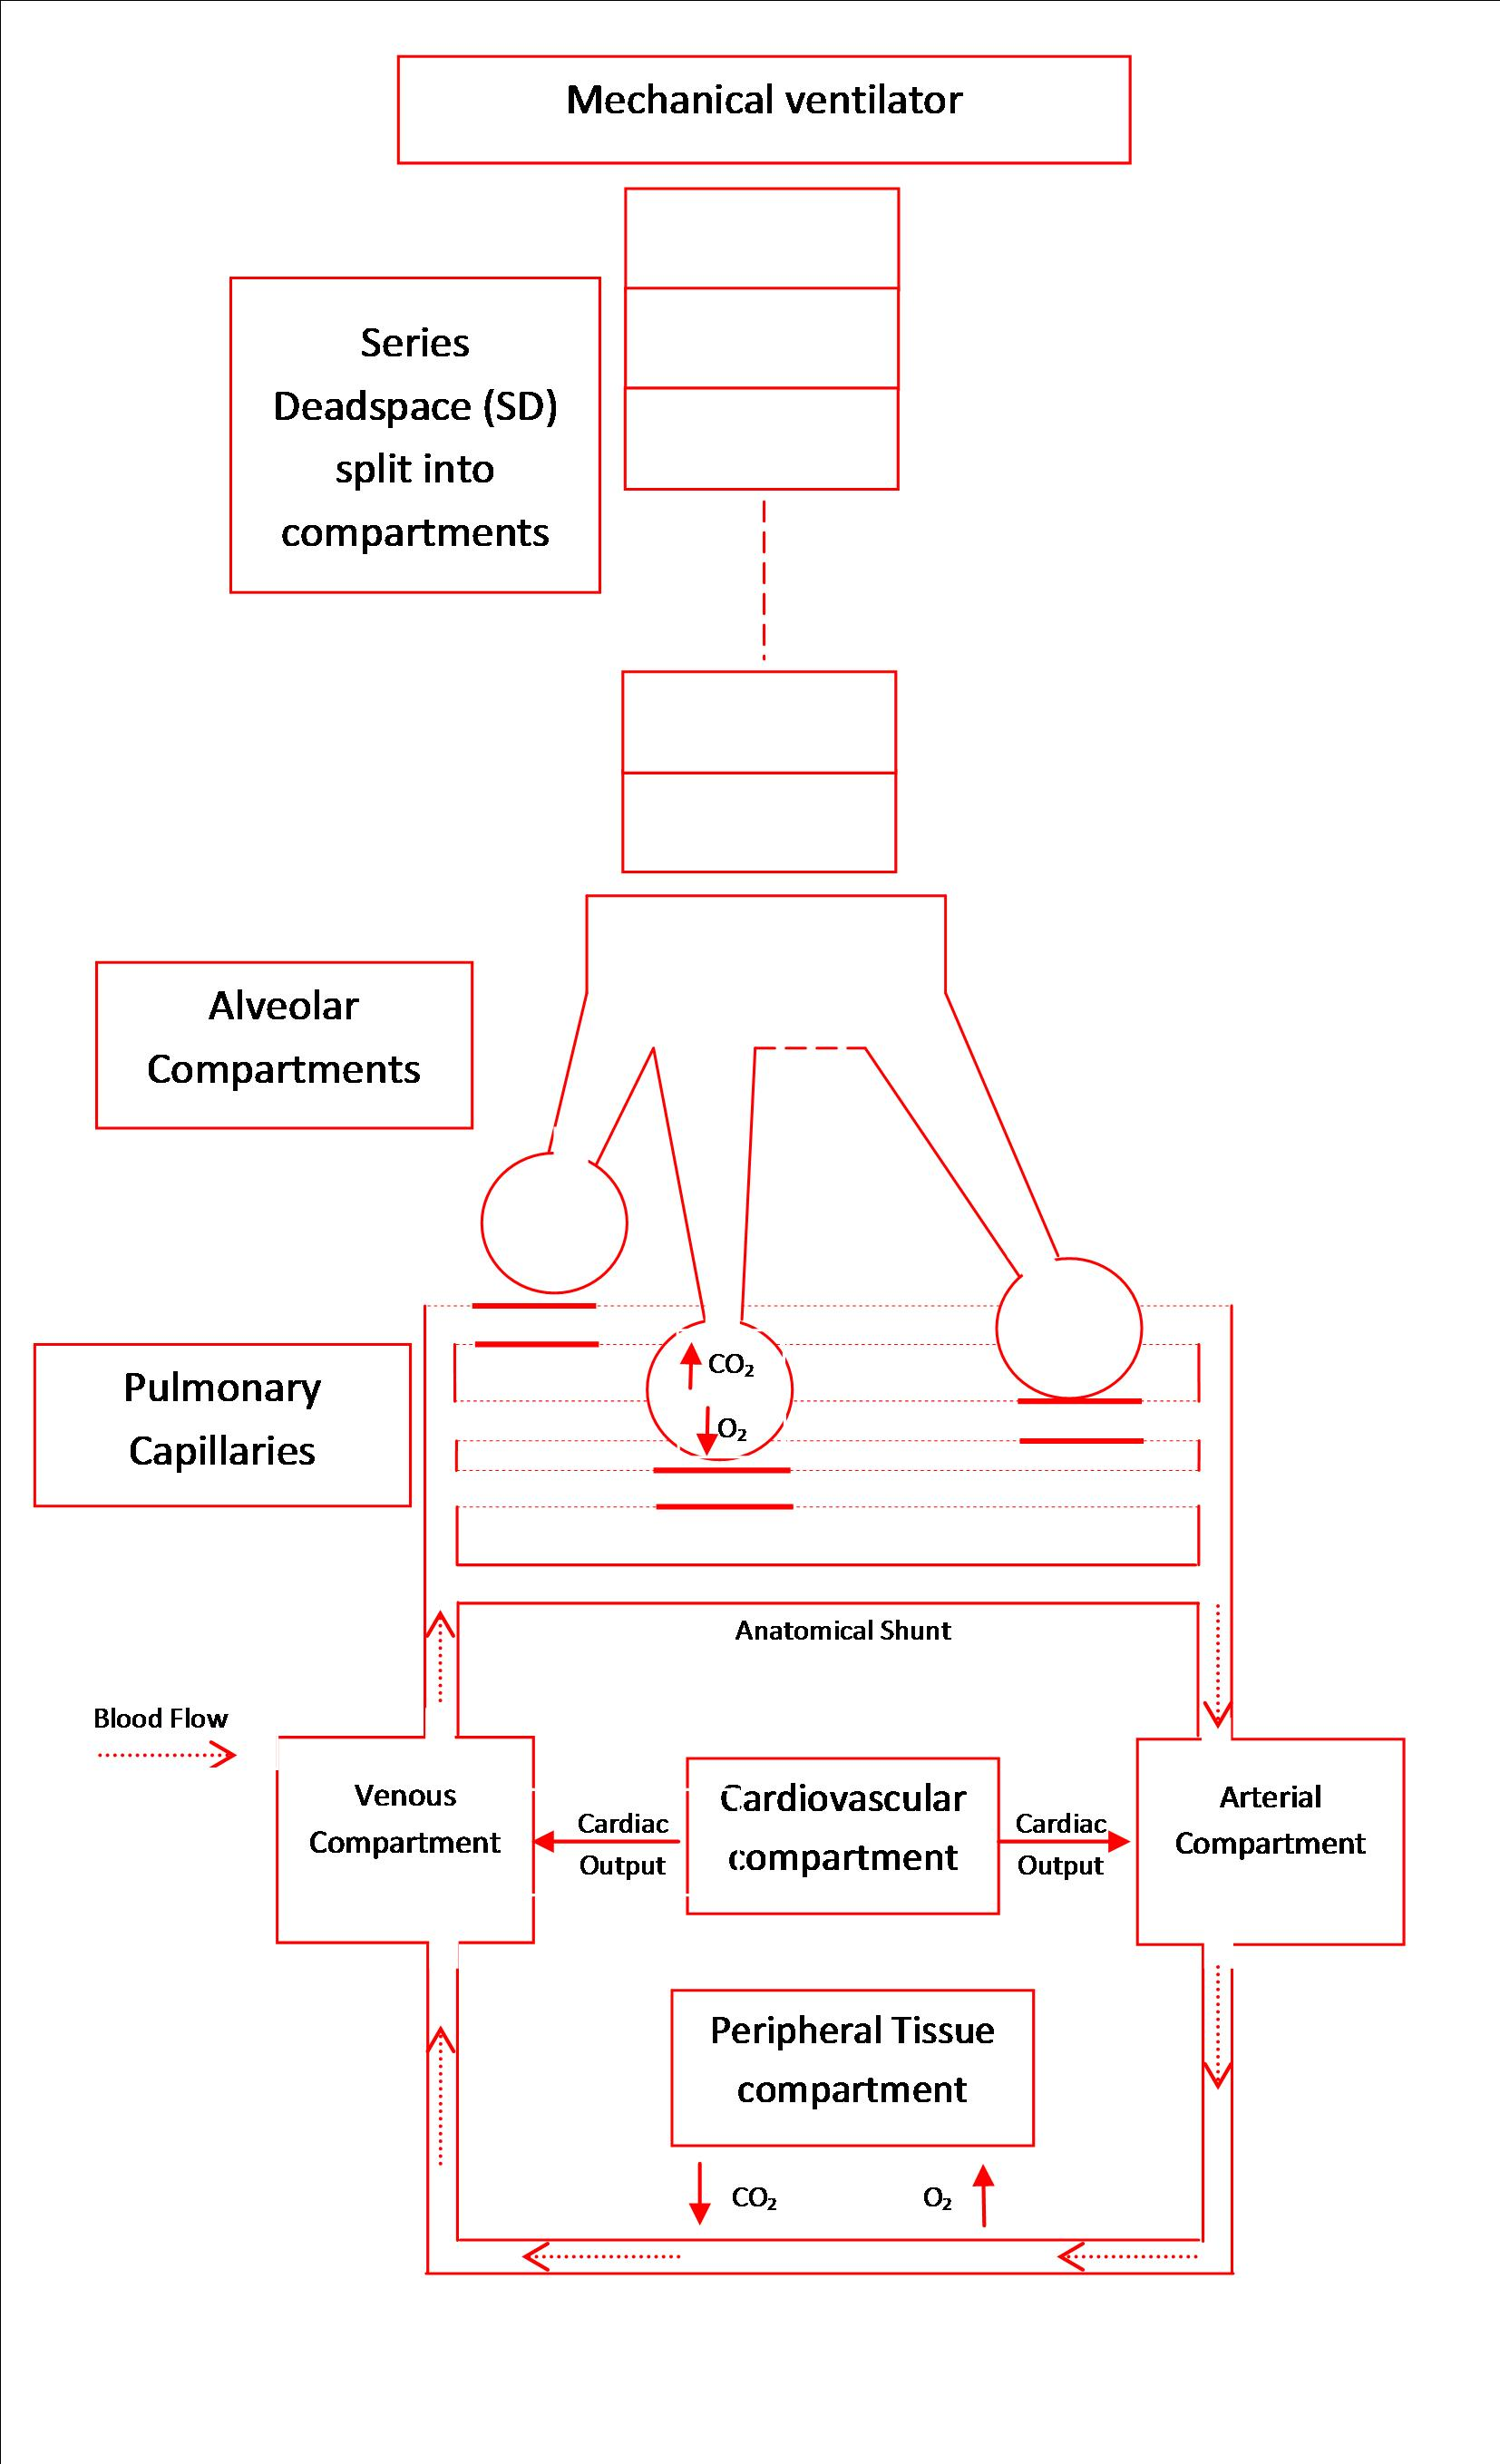 Mechanical ventilator
Series
Deadspace (SD)
split into
compartments
Alveolar
Compartments
Pulmonary
Capillaries
CO₂
O₂
Anatomical Shunt
Blood Flow
Venous
Compartment
Cardiac
Output
Cardiovascular
compartment
Cardiac
Output
Arterial
Compartment
Peripheral Tissue
compartment
CO₂
O₂